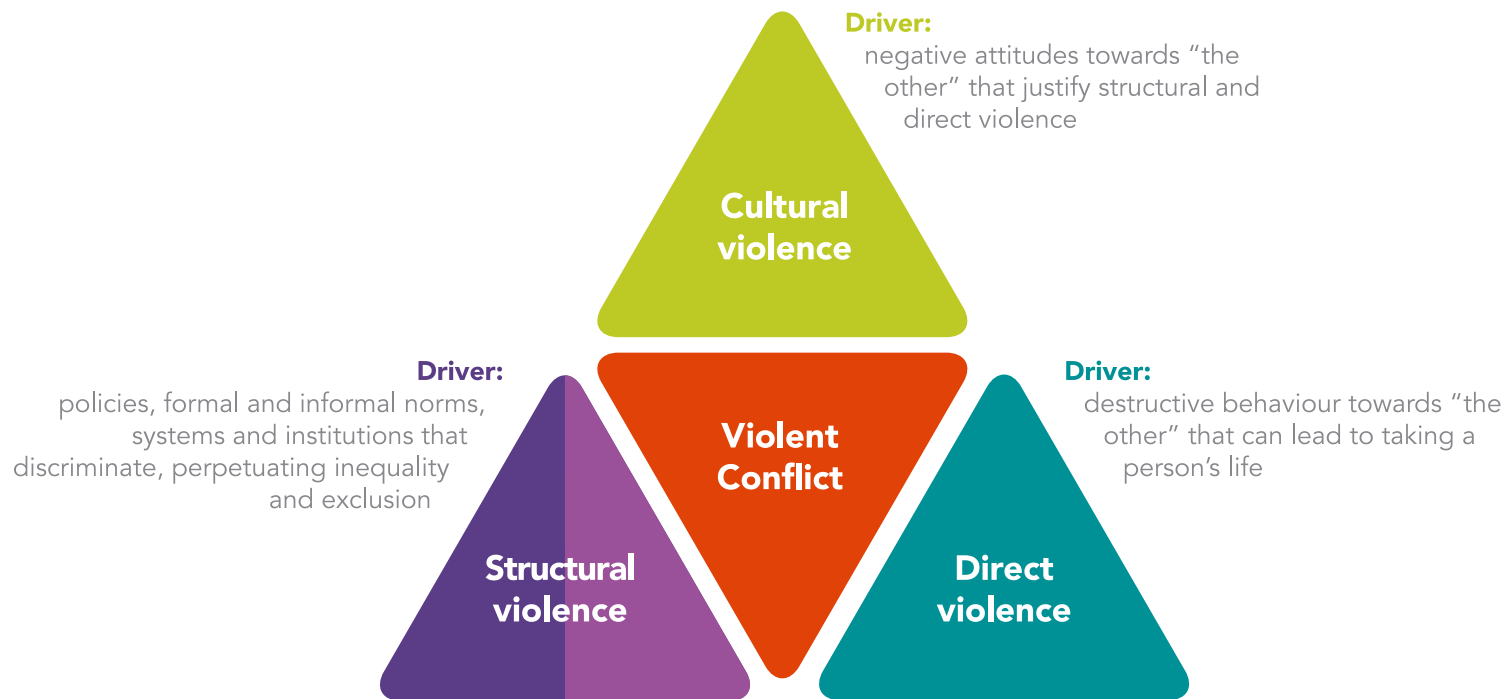 Driver:
negative attitudes towards “the
other” that justify structural and
direct violence
Cultural
violence
Driver:
policies, formal and informal norms,
systems and institutions that
discriminate, perpetuating inequality
and exclusion
Violent
Conflict
Driver:
destructive behaviour towards “the
other” that can lead to taking a
person’s life
Structural
violence
Direct
violence